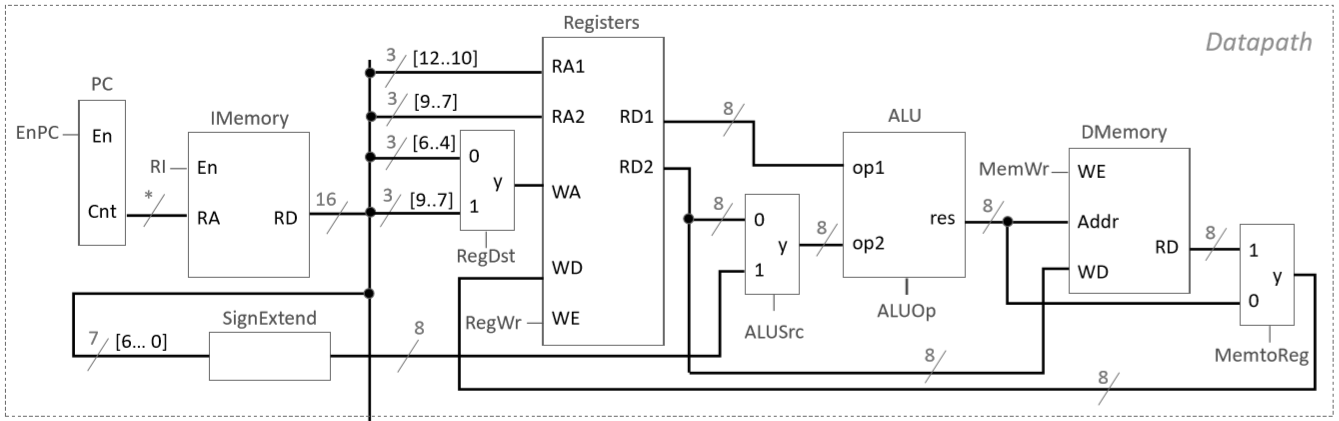 Datapath
PC
EnPC
En
Cnt
*
IMemory
RI
En
RA
RD
16
3
[12..10]
3
[9..7]
3
[6..4]
3
[9..7]
0
1
y
RegDst
Registers
RA1
RA2
WA
WD
WE
RD1
RD2
RegWr
7
[6... 0]
SignExtend
8
8
8
0
1
y
ALUSrc
8
ALU
op1
op2
res
ALUOp
8
DMemory
MemWr
WE
Addr
WD
RD
8
1
0
y
MemtoReg
8
8